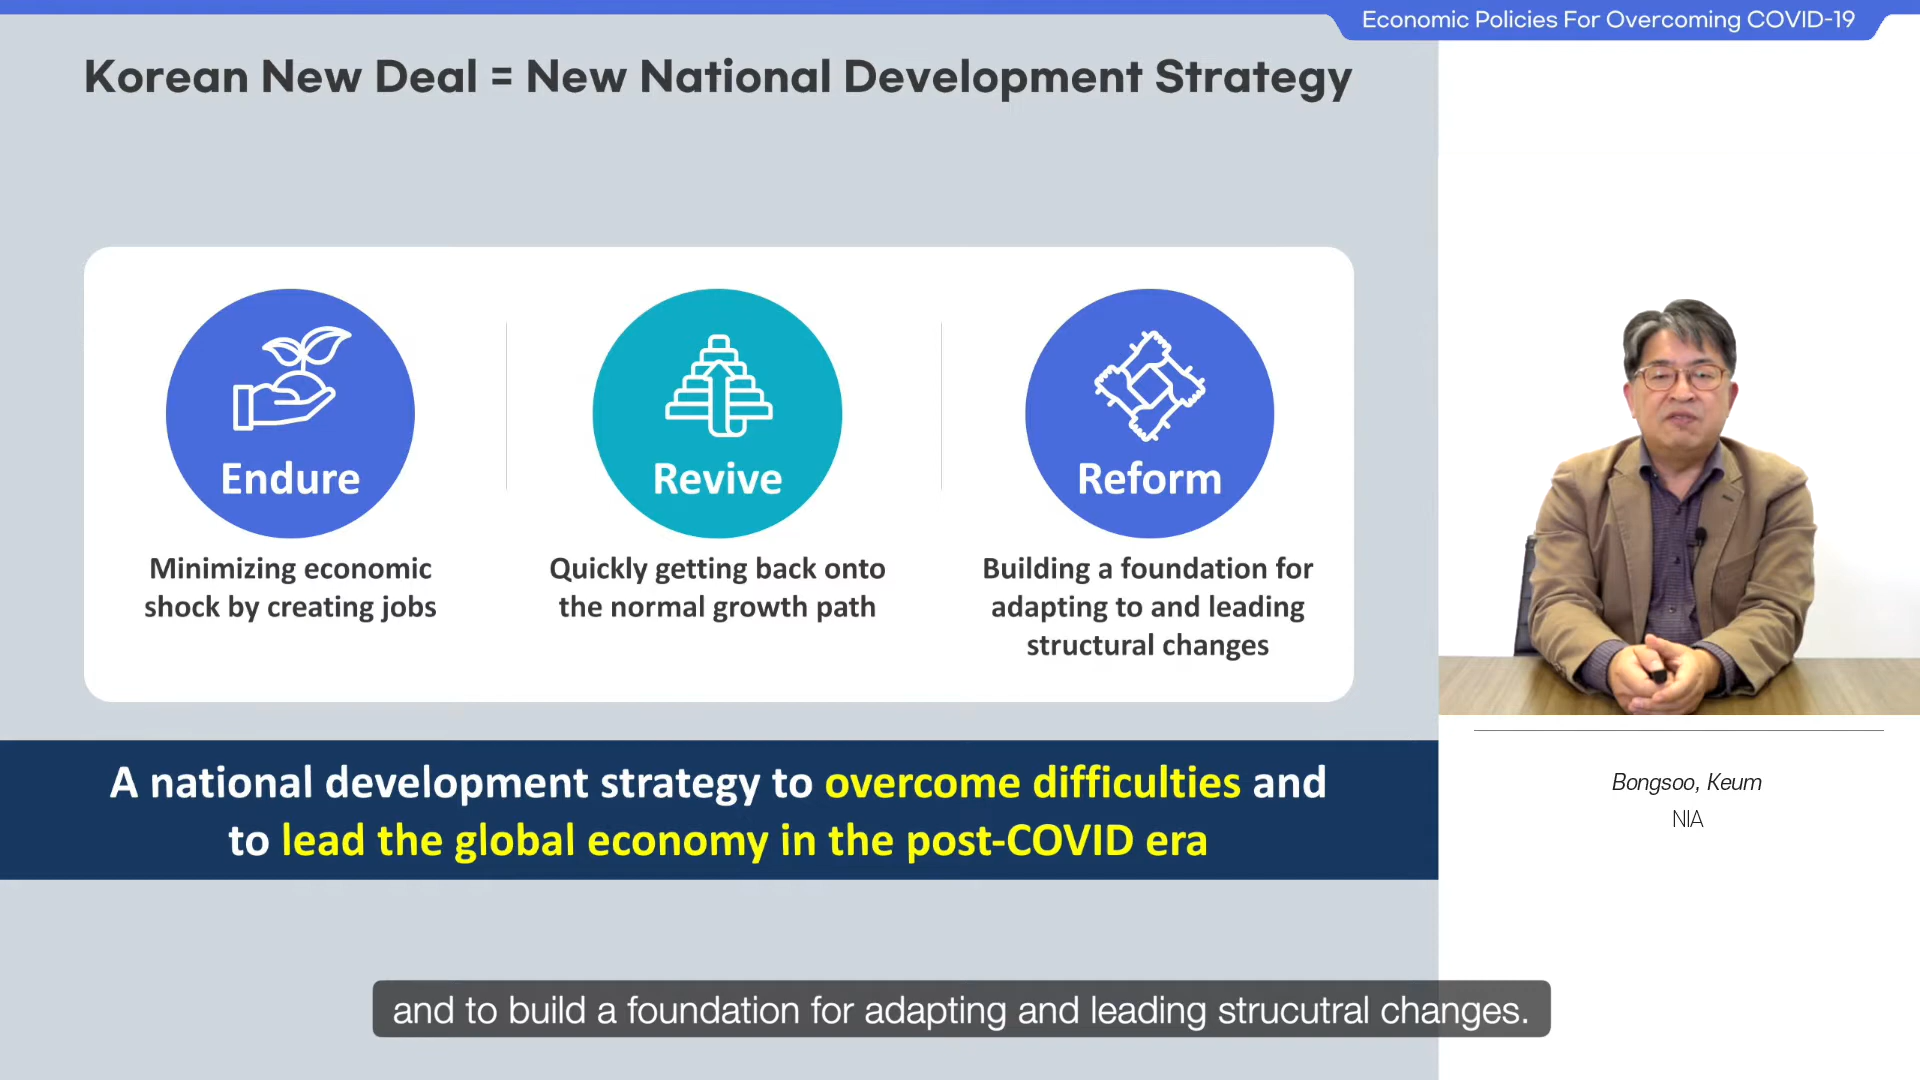 Economic Policies For Overcoming COVID-19
Korean New Deal = New National Development Strategy
Endure
Minimizing economic
shock by creating jobs
Revive
Quickly getting back onto
the normal growth path
Reform
Building a foundation for
adapting to and leading
structural changes
A national development strategy to overcome difficulties and
to lead the global economy in the post-COVID era
Bongsoo, Keum
NIA
and to build a foundation for adapting and leading strucutral changes.